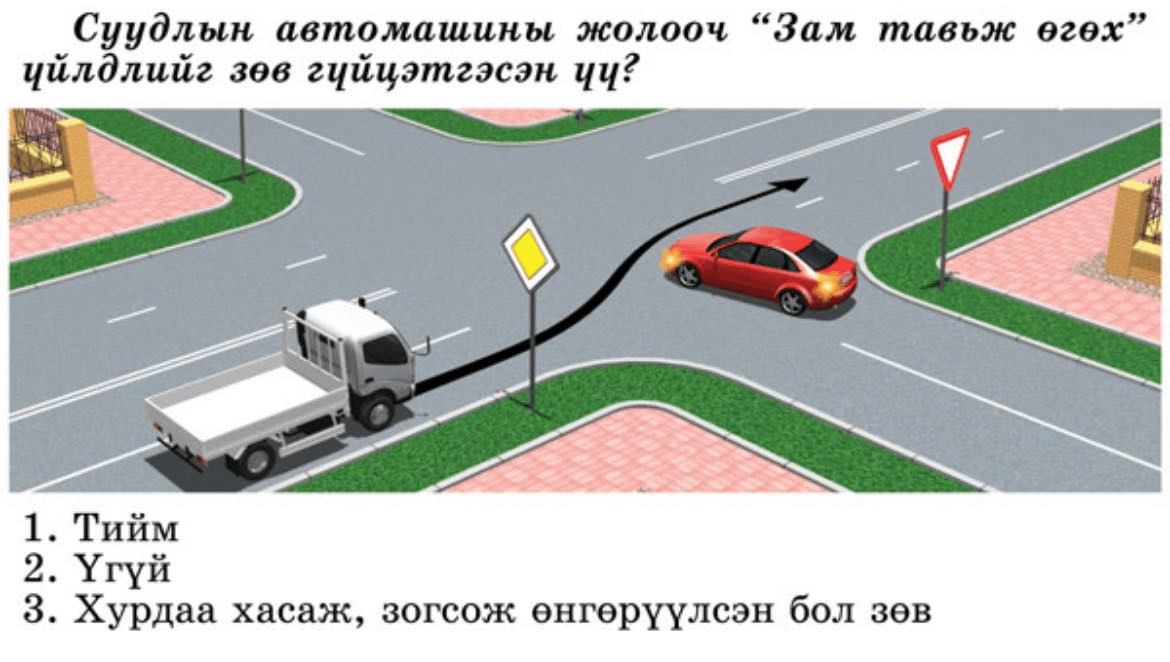 Суудлын автомашины жолооч “Зам тавьж өгөх”
үйлдлийг зөв гүйцэтгэсэн үү?
1. Тийм
2. Үгүй
3. Хурдаа хасаж, зогсож өнгөрүүлсэн бол зөв